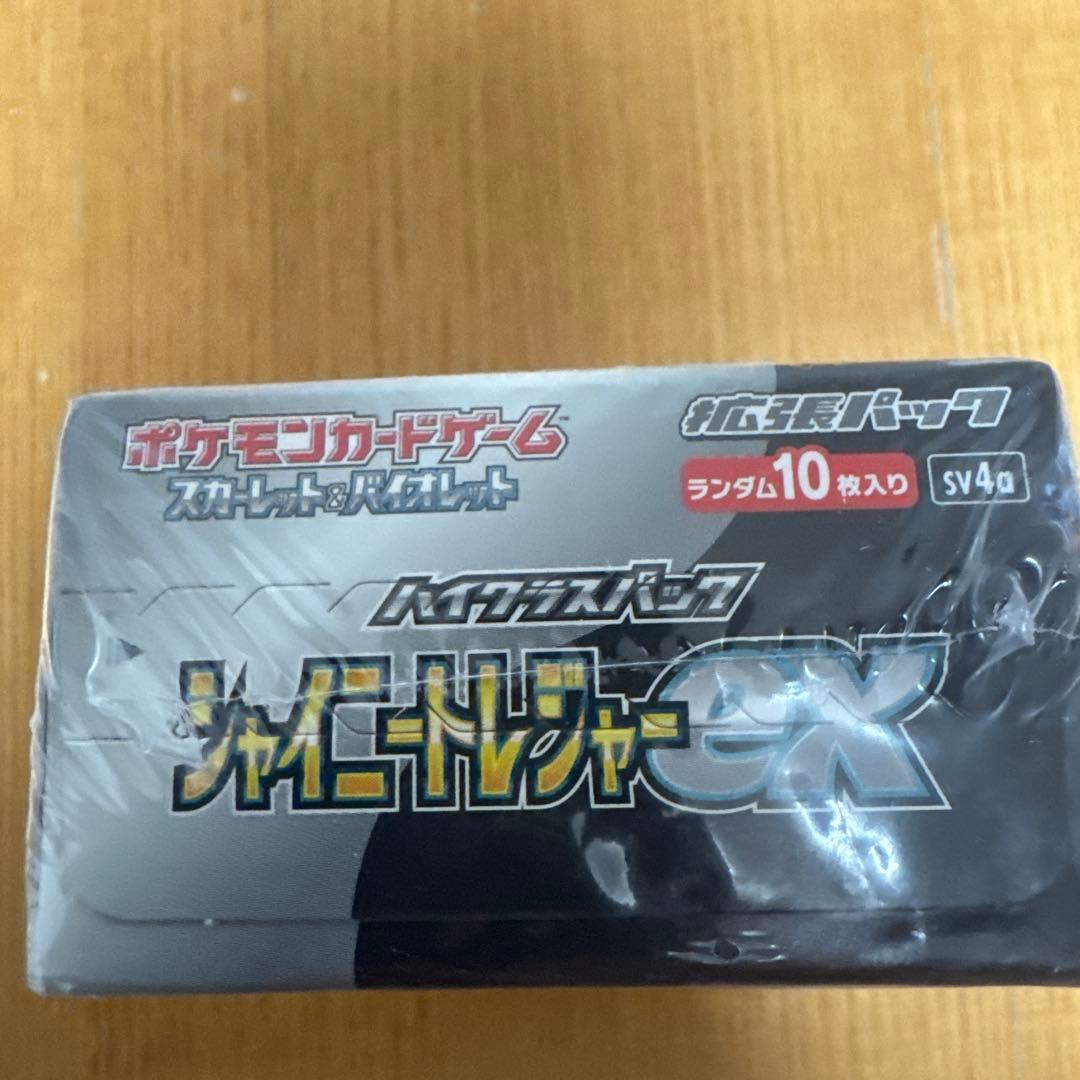 ポケモンカードゲーム™
スカーレット&バイオレット
拡張パック
ランダム10枚入り
SV4a
ハイクラスパック
シャイニートレジャーex